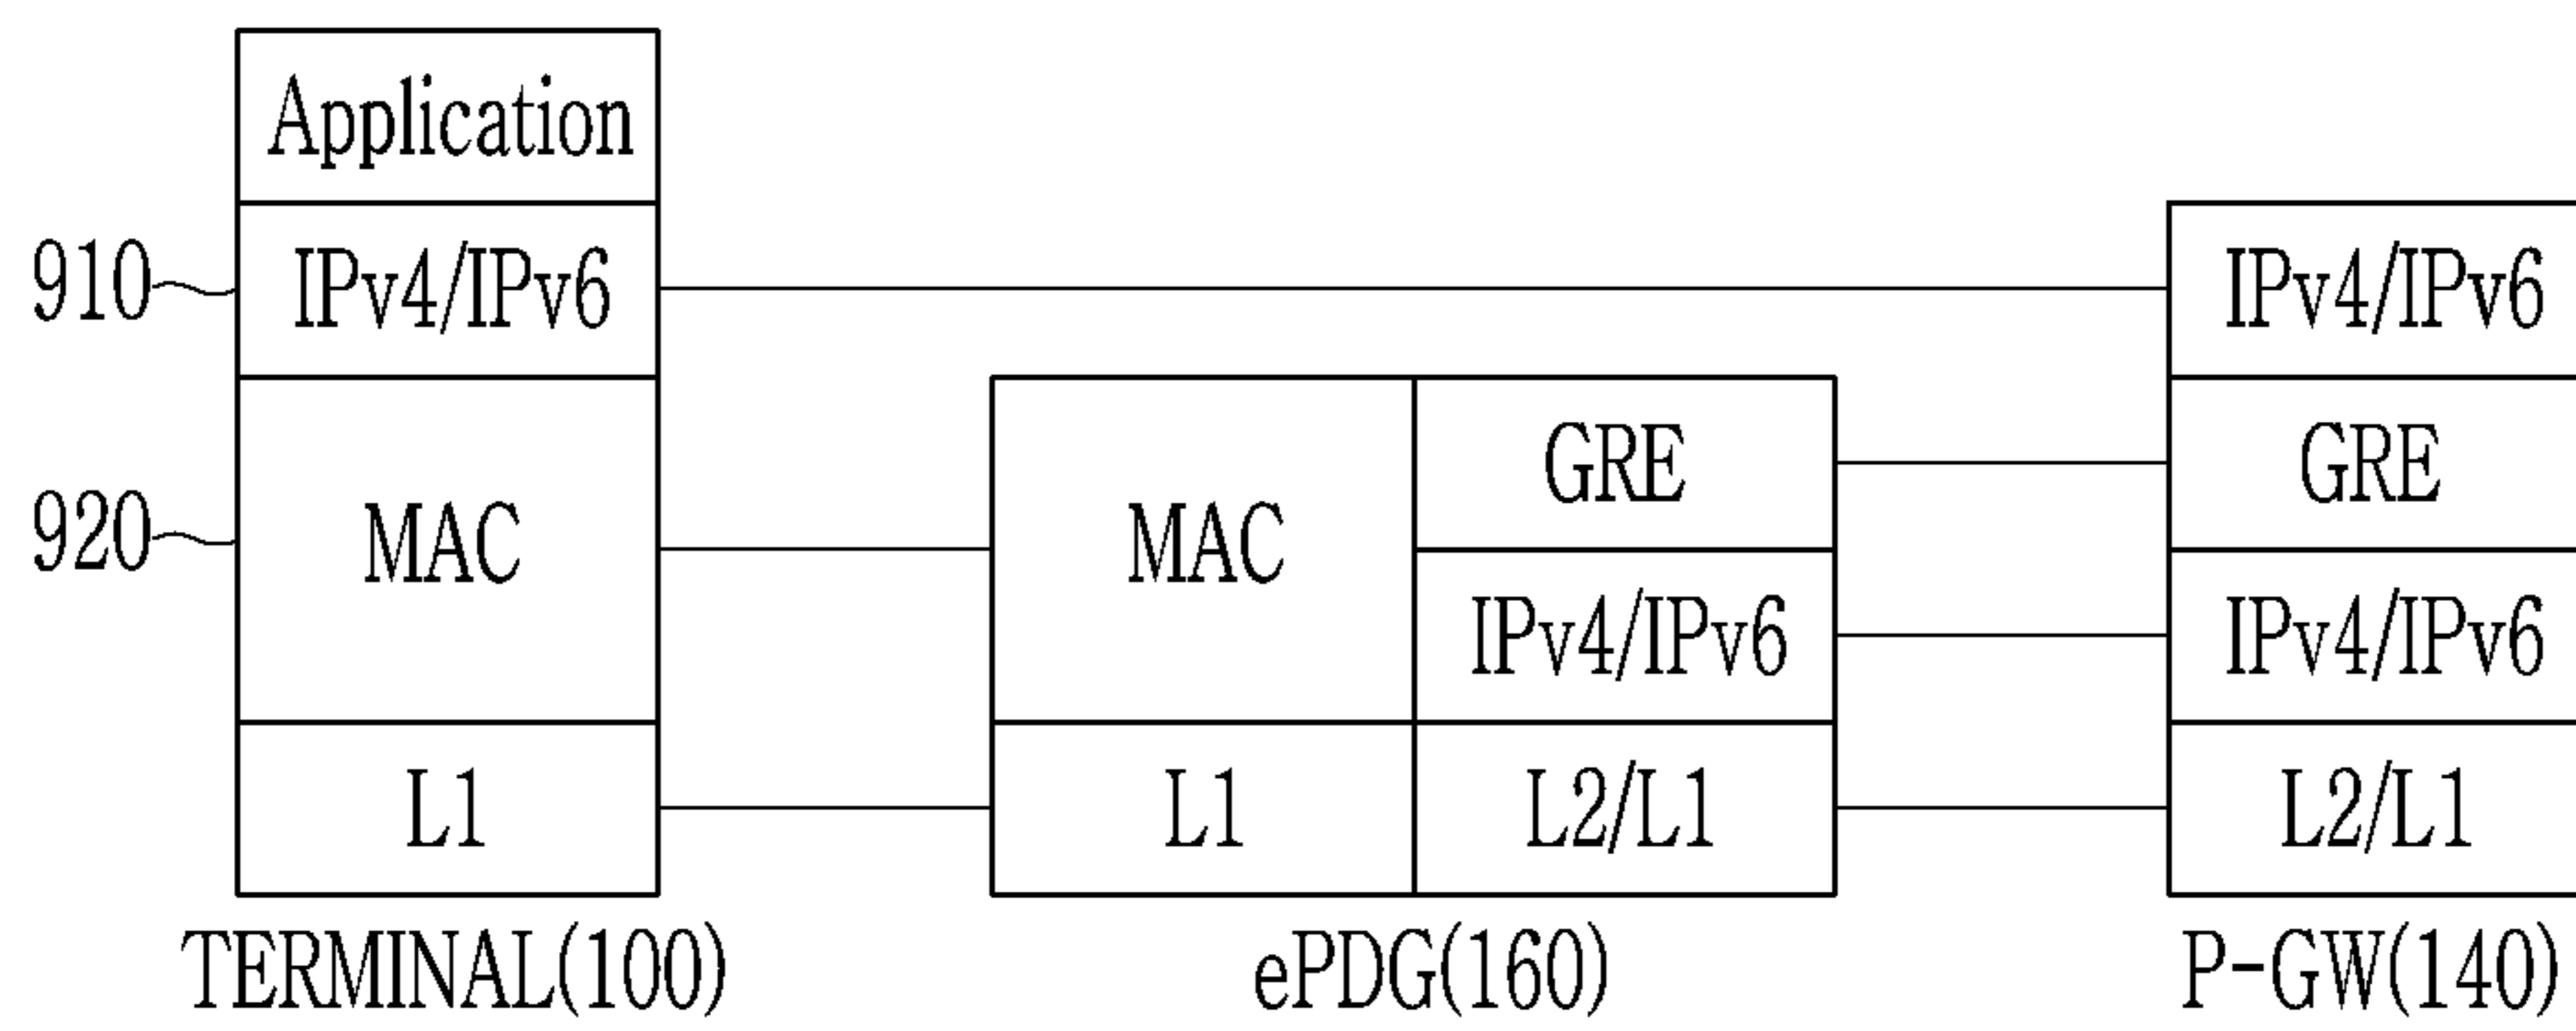 Application
910
IPv4/IPv6
IPv4/IPv6
920
MAC
MAC
GRE
GRE
IPv4/IPv6
IPv4/IPv6
L1
L1
L2/L1
L2/L1
TERMINAL(100)
ePDG(160)
P-GW(140)